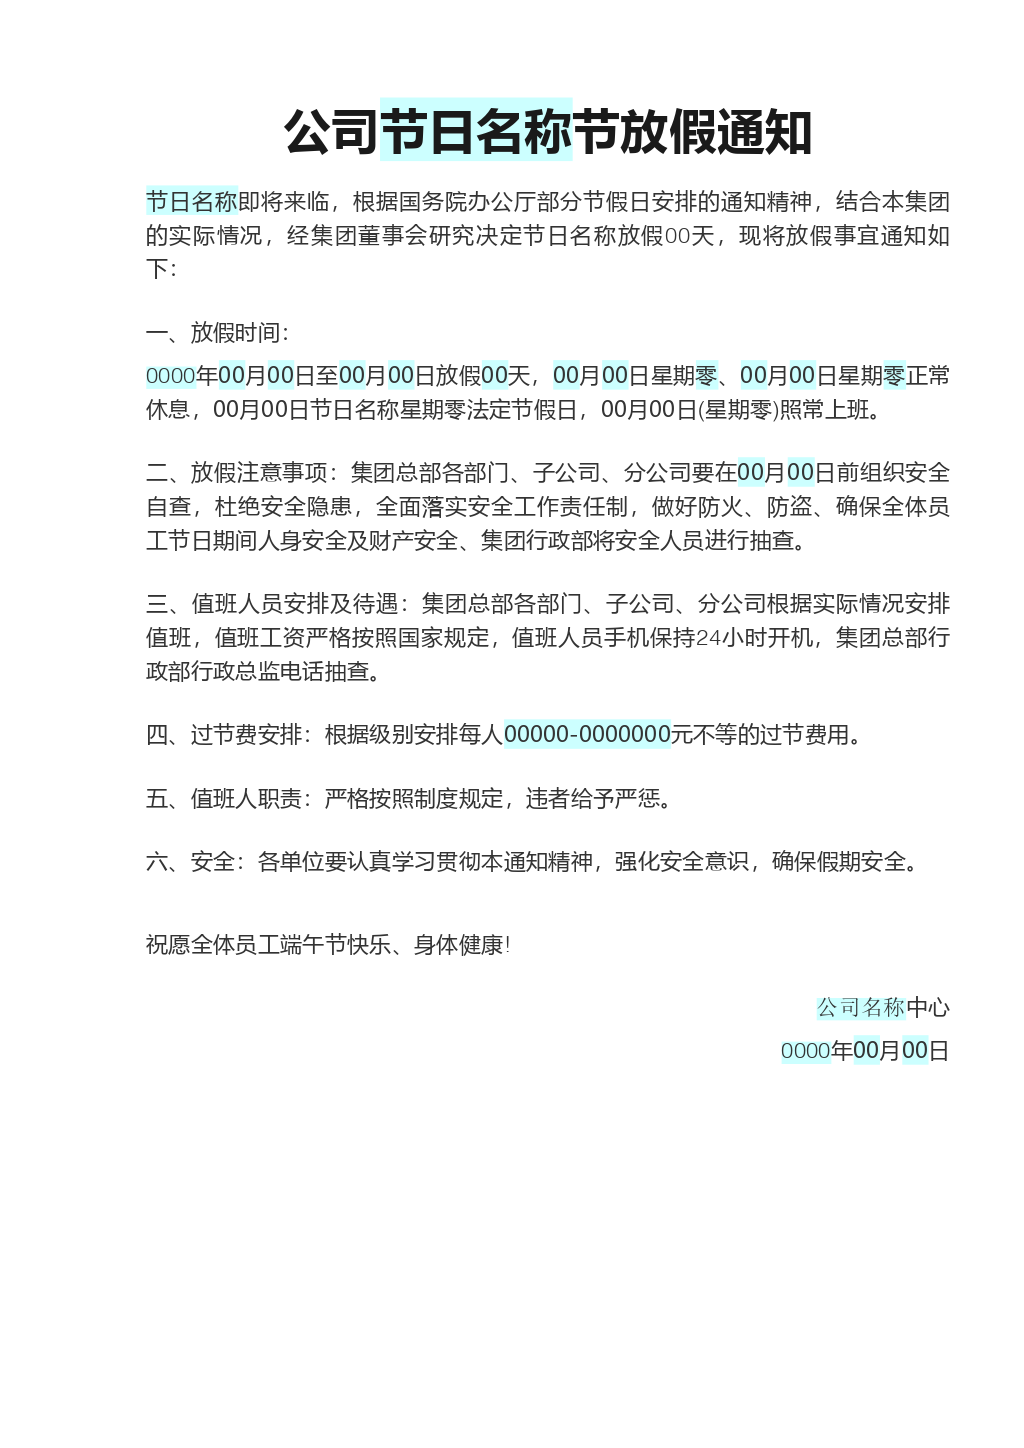 公司节日名称节放假通知
节日名称即将来临，根据国务院办公厅部分节假日安排的通知精神，结合本集团
的实际情况，经集团董事会研究决定节日名称放假00天，现将放假事宜通知如
下：
一、放假时间：
0000年00月00日至00月00日放假00天，00月00日星期零、00月00日星期零正常
休息，00月00日节日名称星期零法定节假日，00月00日(星期零)照常上班。
二、放假注意事项：集团总部各部门、子公司、分公司要在00月00日前组织安全
自查，杜绝安全隐患，全面落实安全工作责任制，做好防火、防盗、确保全体员
工节日期间人身安全及财产安全、集团行政部将安全人员进行抽查。
三、值班人员安排及待遇：集团总部各部门、子公司、分公司根据实际情况安排
值班，值班工资严格按照国家规定，值班人员手机保持24小时开机，集团总部行
政部行政总监电话抽查。
四、过节费安排：根据级别安排每人00000-0000000元不等的过节费用。
五、值班人职责：严格按照制度规定，违者给予严惩。
六、安全：各单位要认真学习贯彻本通知精神，强化安全意识，确保假期安全。
祝愿全体员工端午节快乐、身体健康！
公司名称中心
0000年00月00日